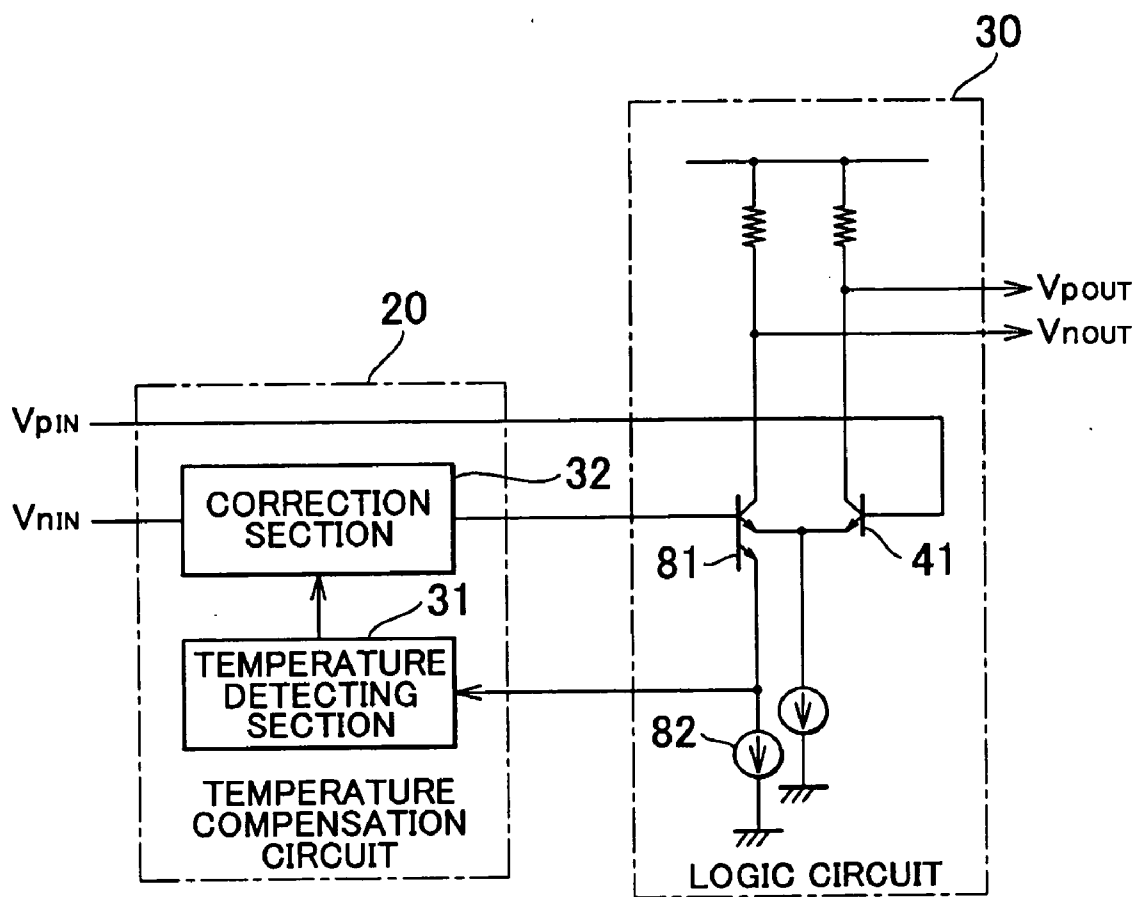 30
VpOUT
VnOUT
20
VpIN
32
CORRECTION
SECTION
VnIN
81
41
31
TEMPERATURE
DETECTING
SECTION
82
TEMPERATURE
COMPENSATION
CIRCUIT
LOGIC CIRCUIT